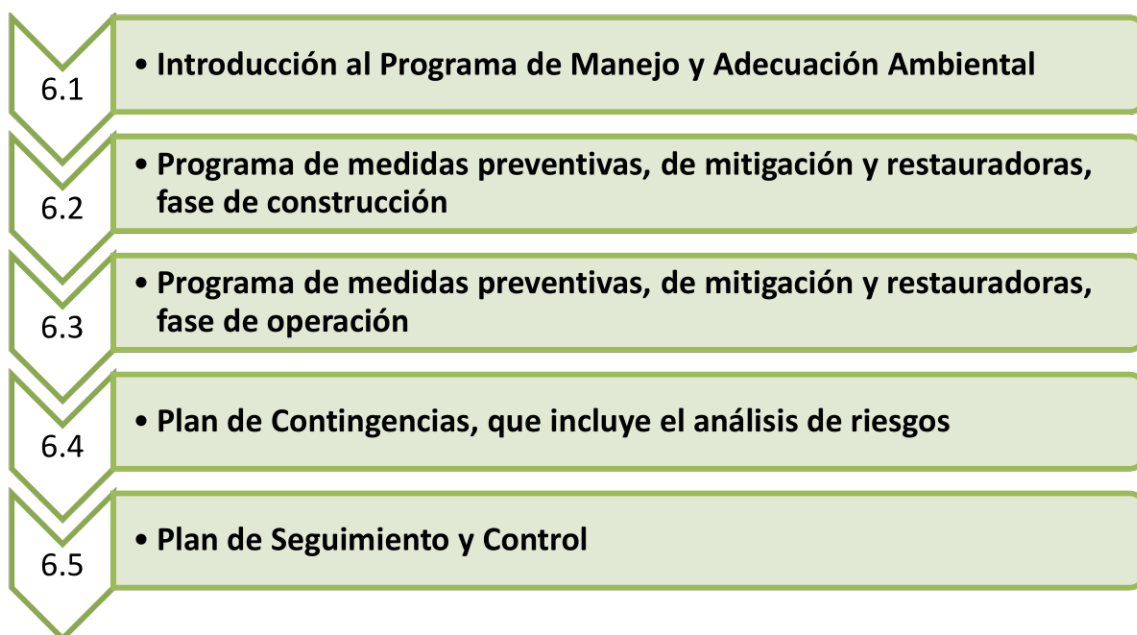 6.1
• Introducción al Programa de Manejo y Adecuación Ambiental
6.2
• Programa de medidas preventivas, de mitigación y restauradoras,
fase de construcción
6.3
• Programa de medidas preventivas, de mitigación y restauradoras,
fase de operación
6.4
• Plan de Contingencias, que incluye el análisis de riesgos
6.5
• Plan de Seguimiento y Control